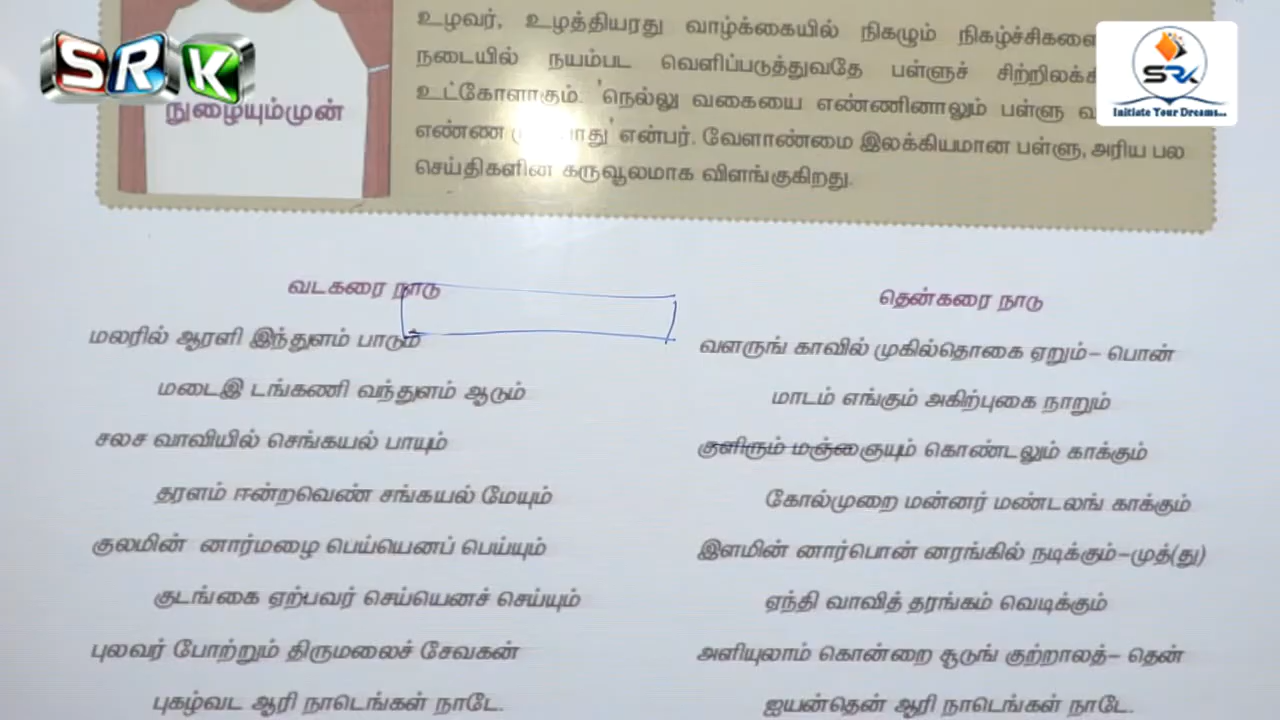 SRK
நுழையும்முன்
உழவர், உழத்தியரது வாழ்க்கையில் நிகழும்
நடையில் நயம்பட வெளிப்படுத்துவதே பள்ளுச்
உட்கோளாகும். 'நெல்லு வகையை எண்ணினாலும் பள்ளு
என்பர். வேளாண்மை இலக்கியமான பள்ளு, அரிய பல
செய்திகளின் கருவூலமாக விளங்குகிறது.
SRK
Initiate Your Dreams...
வடகரை நாடு
மலரில் ஆரளி இந்துளம் பாடும்
மடைஇ டங்கணி வந்துளம் ஆடும்
சலச வாவியில் செங்கயல் பாயும்
தரளம் ஈன்றவெண் சங்கயல் மேயும்
குலமின் னார்மழை பெய்யெனப் பெய்யும்
குடங்கை ஏற்பவர் செய்யெனச் செய்யும்
புலவர் போற்றும் திருமலைச் சேவகன்
புகழ்வட ஆரி நாடெங்கள் நாடே.
தென்கரை நாடு
வளருங் காவில் முகில்தொகை ஏறும்– பொன்
மாடம் எங்கும் அகிற்புகை நாறும்
குளிரும் மஞ்ஞையும் கொண்டலும் காக்கும்
கோல்முறை மன்னர் மண்டலங் காக்கும்
இளமின் னார்பொன் னரங்கில் நடிக்கும்–முத்(து)
ஏந்தி வாவித் தரங்கம் வெடிக்கும்
அளியுலாம் கொன்றை சூடுங் குற்றாலத்– தென்
ஐயன்தென் ஆரி நாடெங்கள் நாடே.